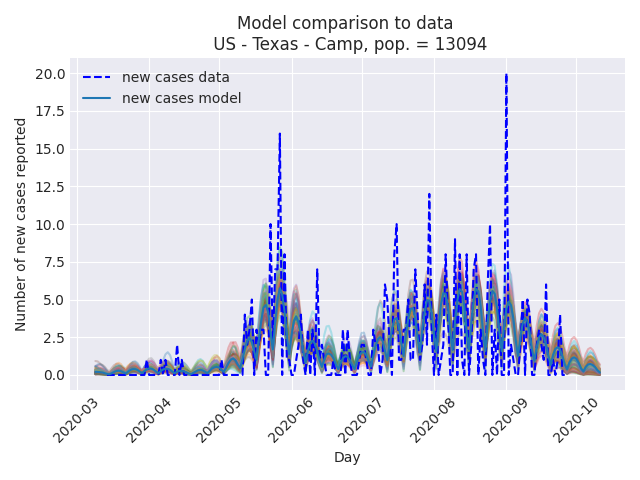 Model comparison to data
US - Texas - Camp, pop. = 13094
new cases data
new cases model
Number of new cases reported
20.0
17.5
15.0
12.5
10.0
7.5
5.0
2.5
0.0
2020-03
2020-04
2020-05
2020-06
2020-07
2020-08
2020-09
2020-10
Day